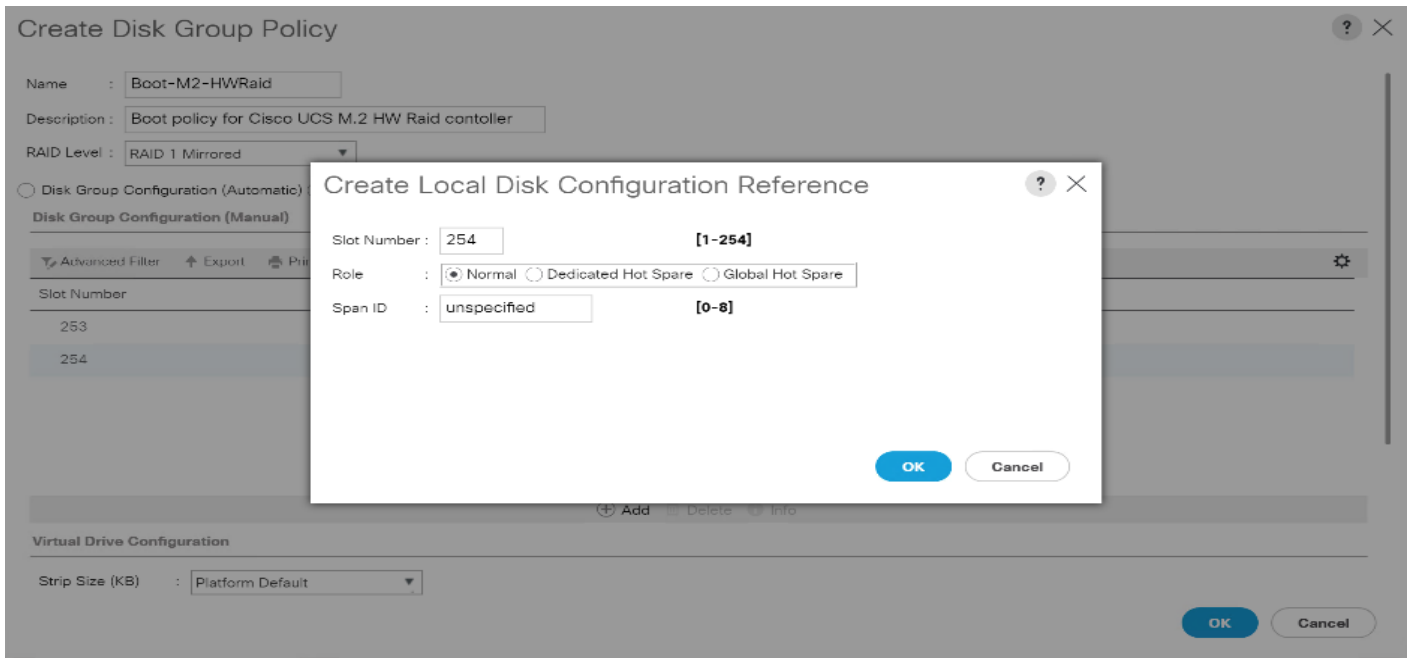 Create Disk Group Policy
?
Name : Boot-M2-HWRaid
Description : Boot policy for Cisco UCS M.2 HW Raid contoller
RAID Level : RAID 1 Mirrored
Disk Group Configuration (Automatic)
Disk Group Configuration (Manual)
Advanced Filter Export
Slot Number
253
254
Create Local Disk Configuration Reference
?
Slot Number : 254 [1-254]
Role : Normal Dedicated Hot Spare Global Hot Spare
Span ID : unspecified [0-8]
OK Cancel
Add Delete Info
Virtual Drive Configuration
Strip Size (KB) : Platform Default
OK Cancel